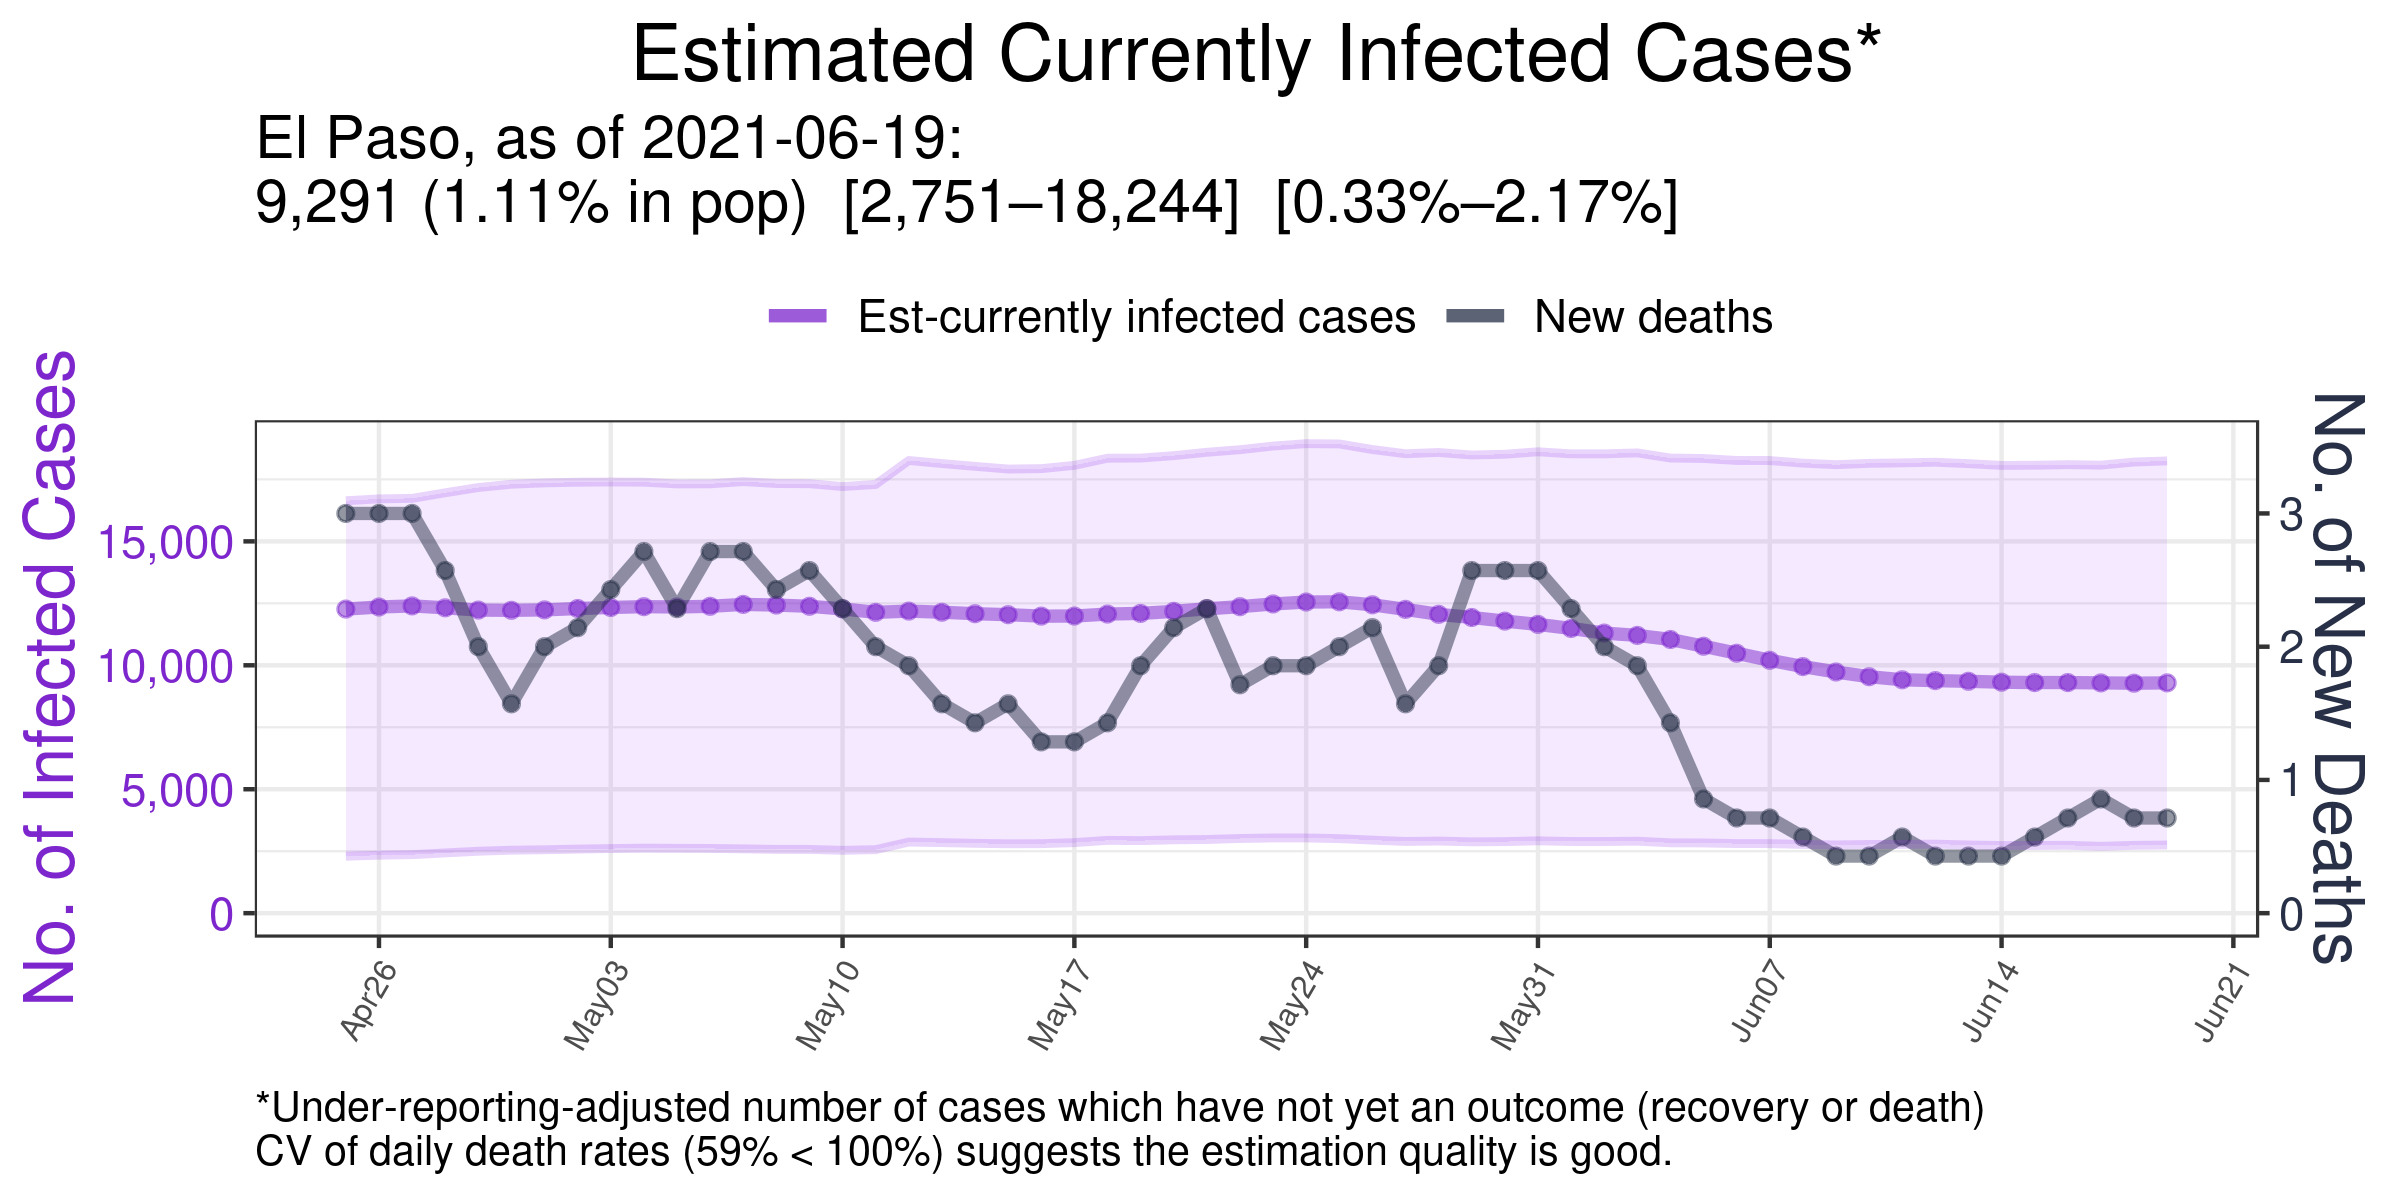 Estimated Currently Infected Cases*
El Paso, as of 2021-06-19:
9,291 (1.11% in pop)  [2,751–18,244]  [0.33%–2.17%]
Est-currently infected cases
New deaths
No. of Infected Cases
15,000
10,000
5,000
0
3
2
1
0
No. of New Deaths
Apr26
May03
May10
May17
May24
May31
Jun07
Jun14
Jun21
*Under-reporting-adjusted number of cases which have not yet an outcome (recovery or death)
CV of daily death rates (59% < 100%) suggests the estimation quality is good.